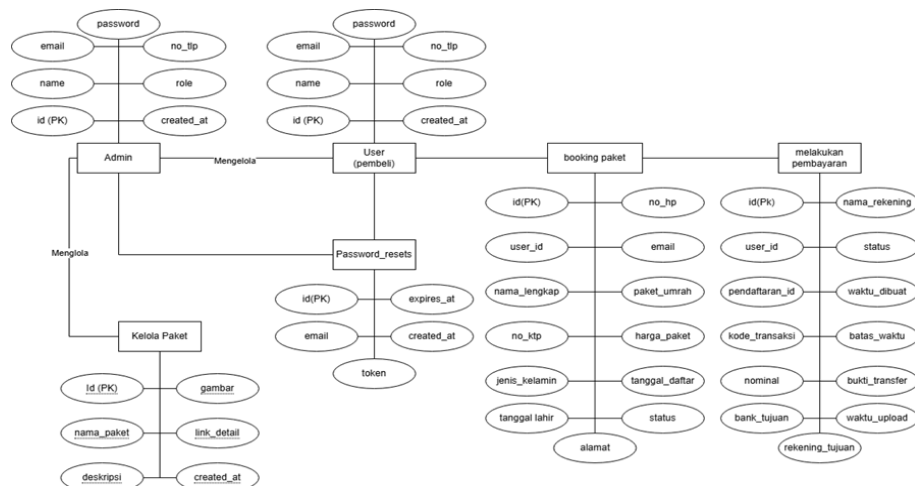 password
email
no_tlp
name
role
id (PK)
created_at
Admin
password
email
no_tlp
name
role
id (PK)
created_at
Mengelola
User
(pembeli)
booking paket
melakukan
pembayaran
Menglola
Password_resets
id(PK)
expires_at
email
created_at
token
Kelola Paket
Id (PK)
gambar
nama_paket
link_detail
deskripsi
created_at
id(PK)
no_hp
user_id
email
nama_lengkap
paket_umrah
no_ktp
harga_paket
jenis_kelamin
tanggal_daftar
tanggal lahir
status
alamat
id(Pk)
nama_rekening
user_id
status
pendaftaran_id
waktu_dibuat
kode_transaksi
batas_waktu
nominal
bukti_transfer
bank_tujuan
waktu_upload
rekening_tujuan